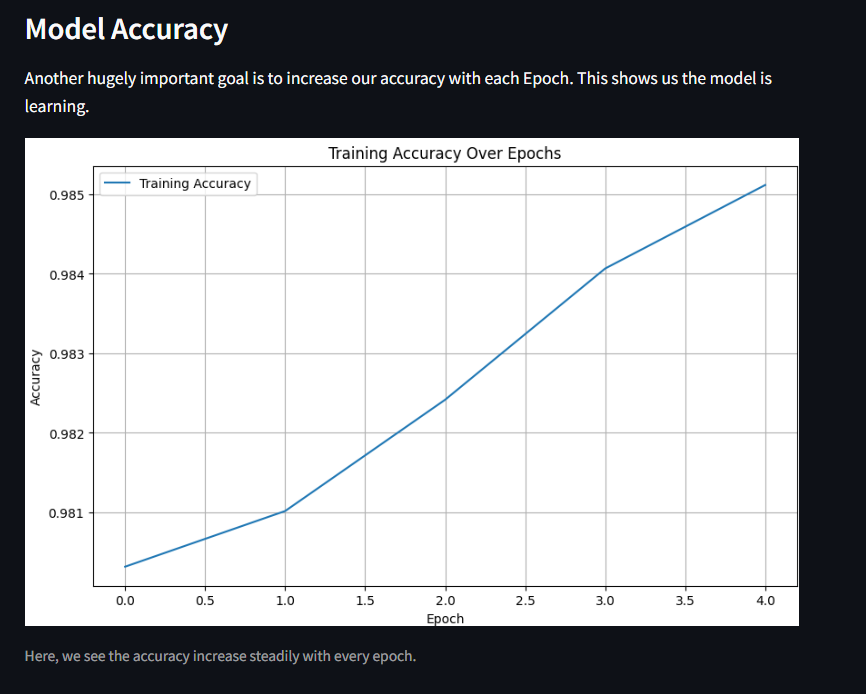 Model Accuracy
Another hugely important goal is to increase our accuracy with each Epoch. This shows us the model is
learning.
Training Accuracy Over Epochs
Training Accuracy
0.985
0.984
0.983
0.982
0.981
Accuracy
0.0 0.5 1.0 1.5 2.0 2.5 3.0 3.5 4.0
Epoch
Here, we see the accuracy increase steadily with every epoch.